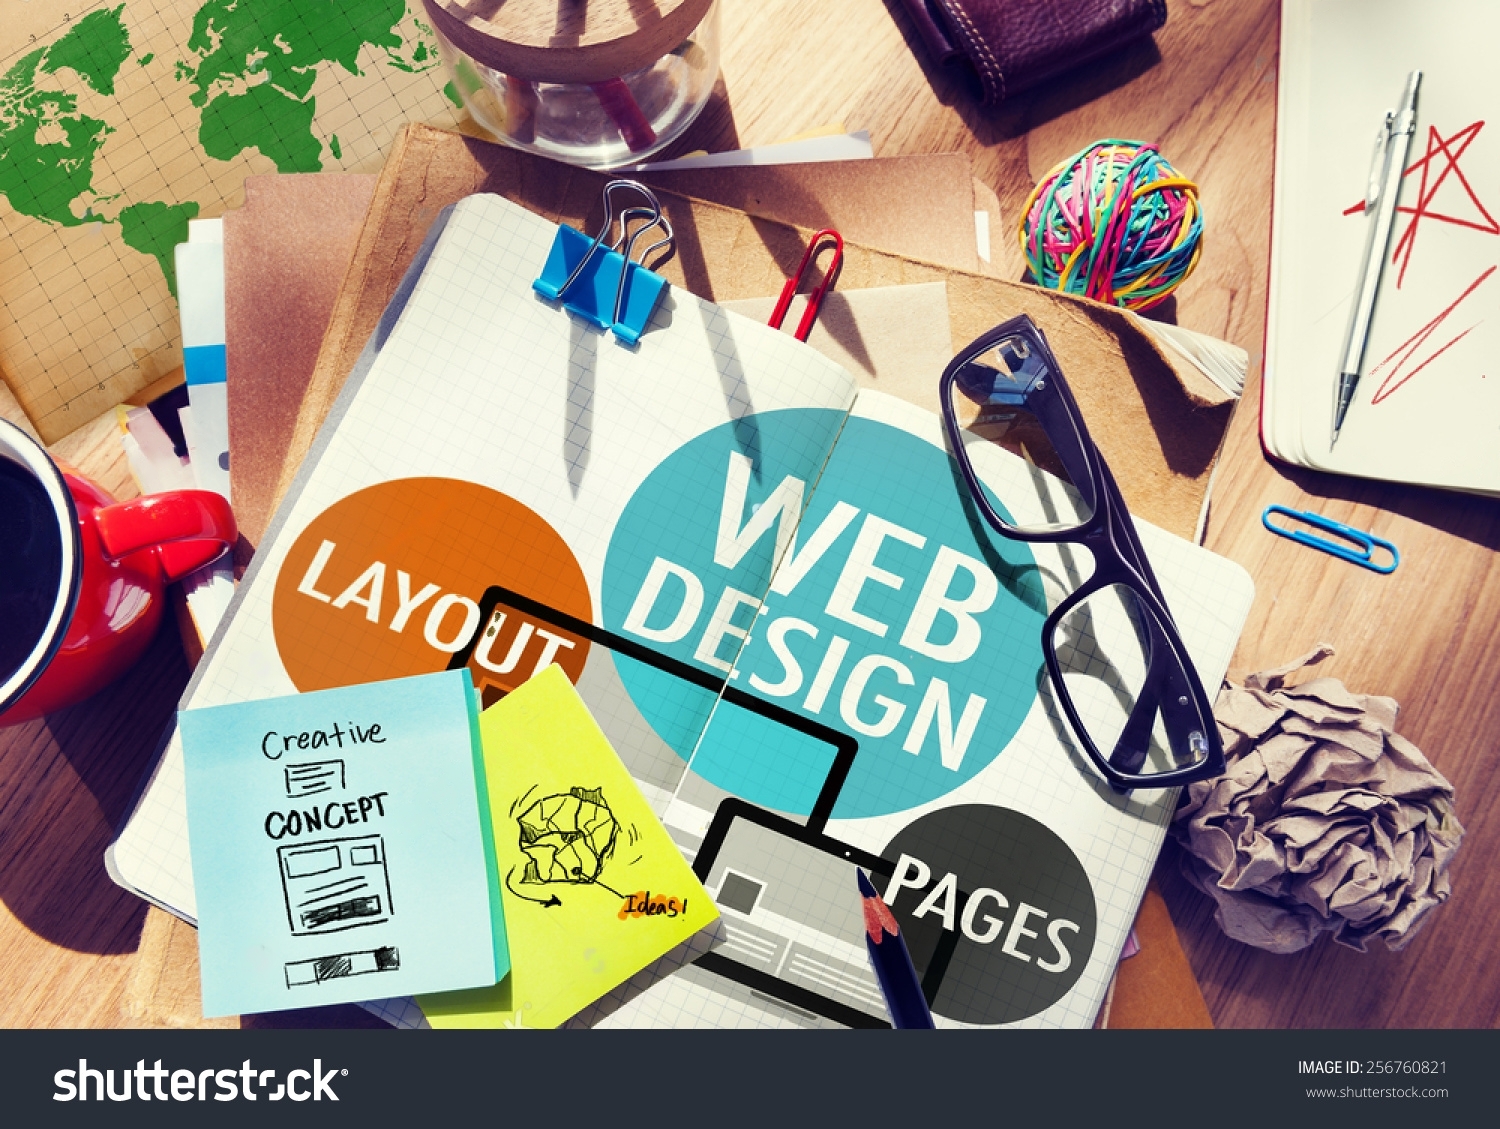 WEB
DESIGN
LAYOUT
PAGES
Creative
CONCEPT
Ideas!
shutterstock
IMAGE ID: 256760821
www.shutterstock.com